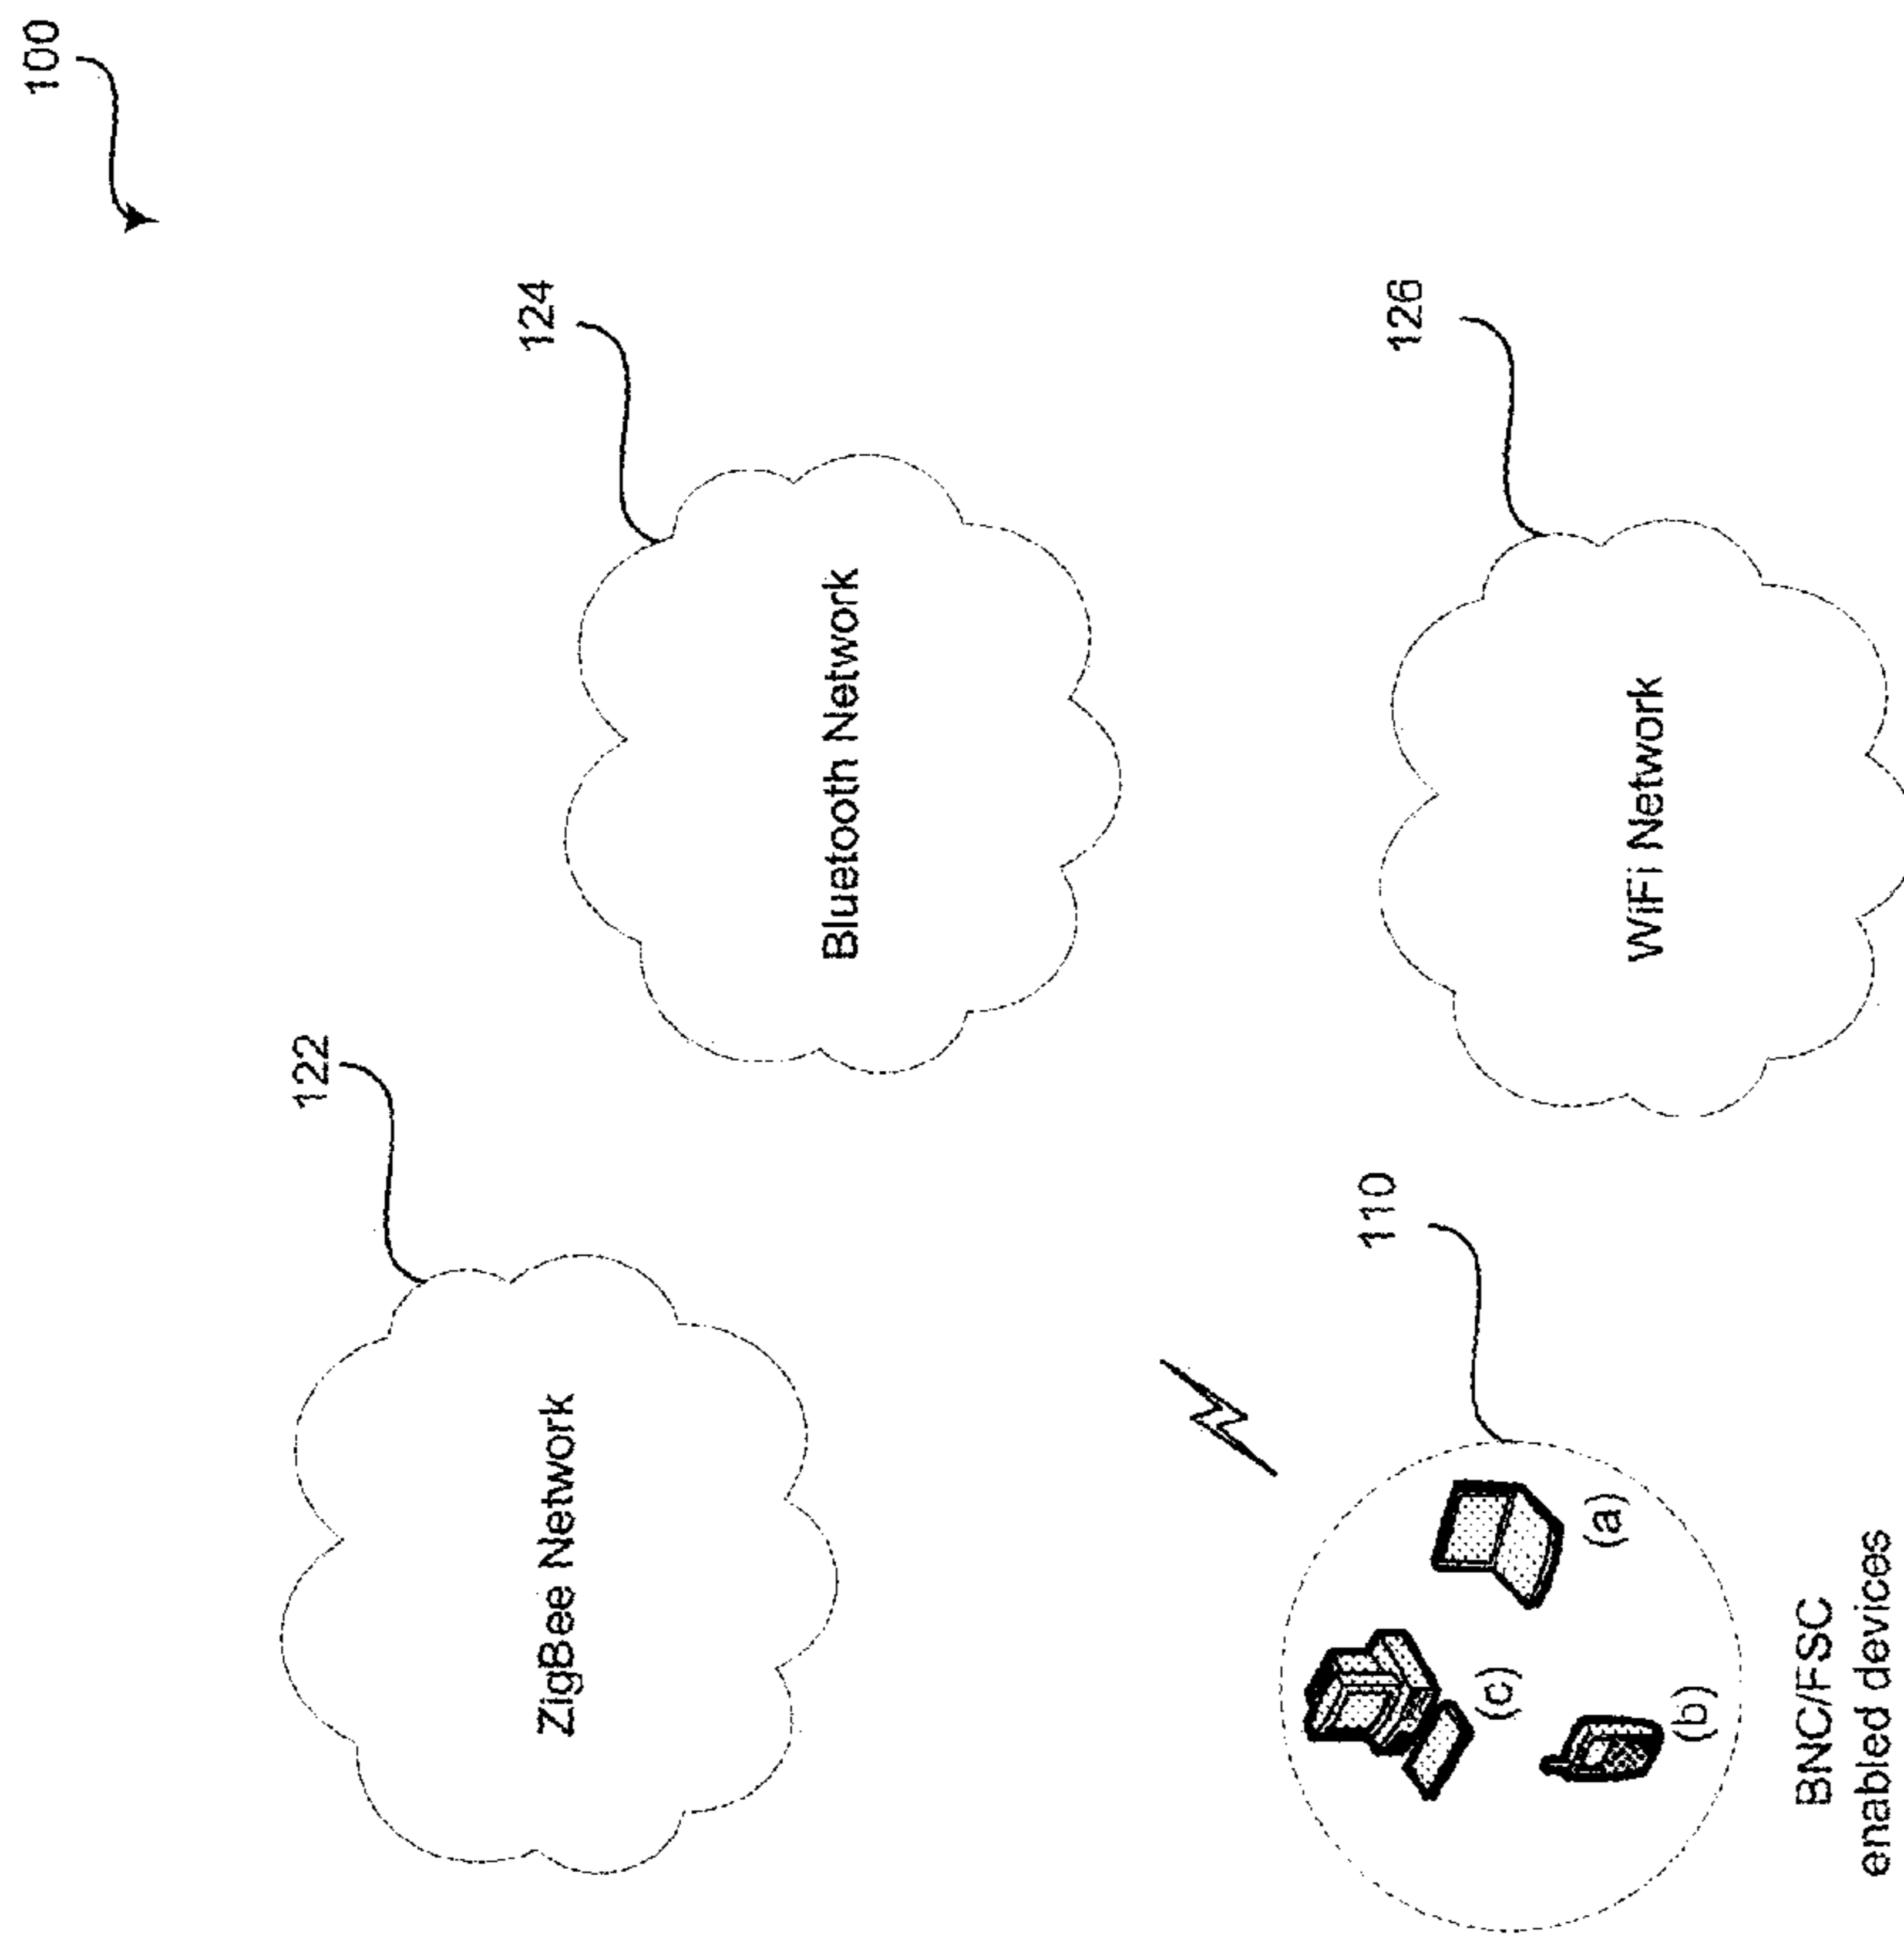 100
122
ZigBee Network
124
Bluetooth Network
110
(c)
(a)
(b)
BNC/FSC
enabled devices
126
WiFi Network